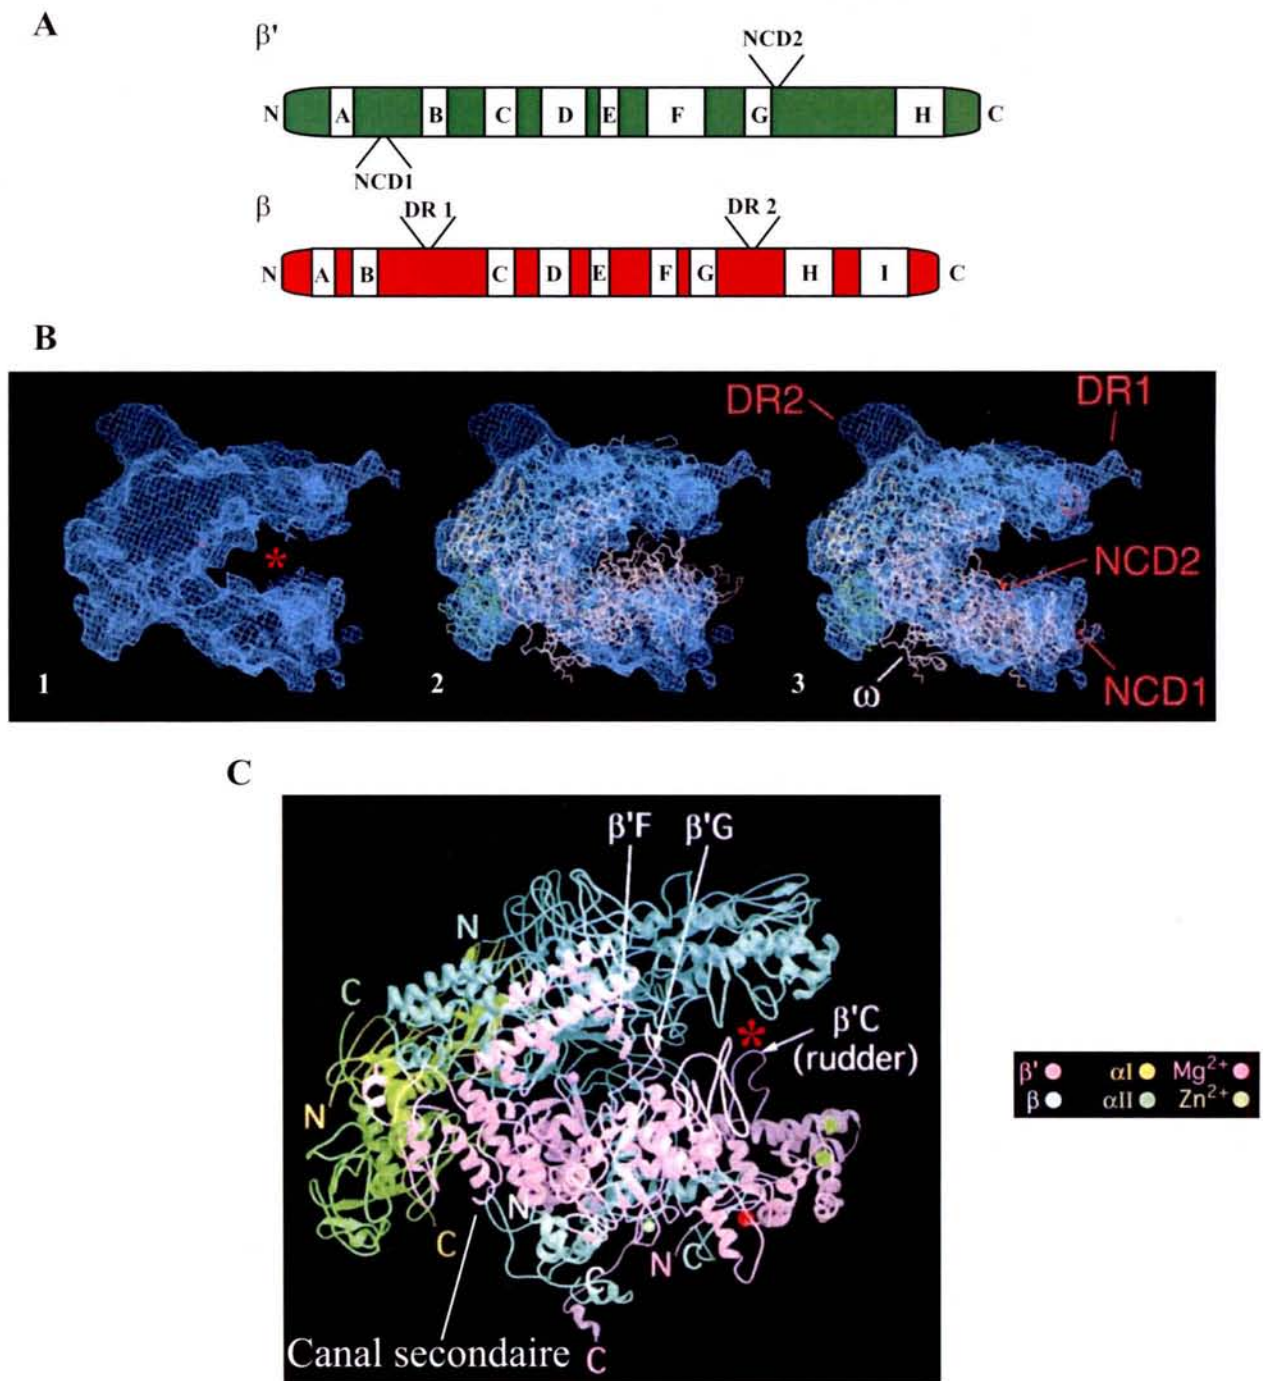 A
β'
NCD2
N A B C D E F G H C
NCD1
β
DR 1 DR 2
N A B C D E F G H I C
B
DR2 DR1
*
NCD2
1 2 3
ω
NCD1
C
β'F β'G
N
C
*
β'C
(rudder)
N
N
C
N C
C
Canal secondaire C
β' αI Mg2+
β αII Zn2+